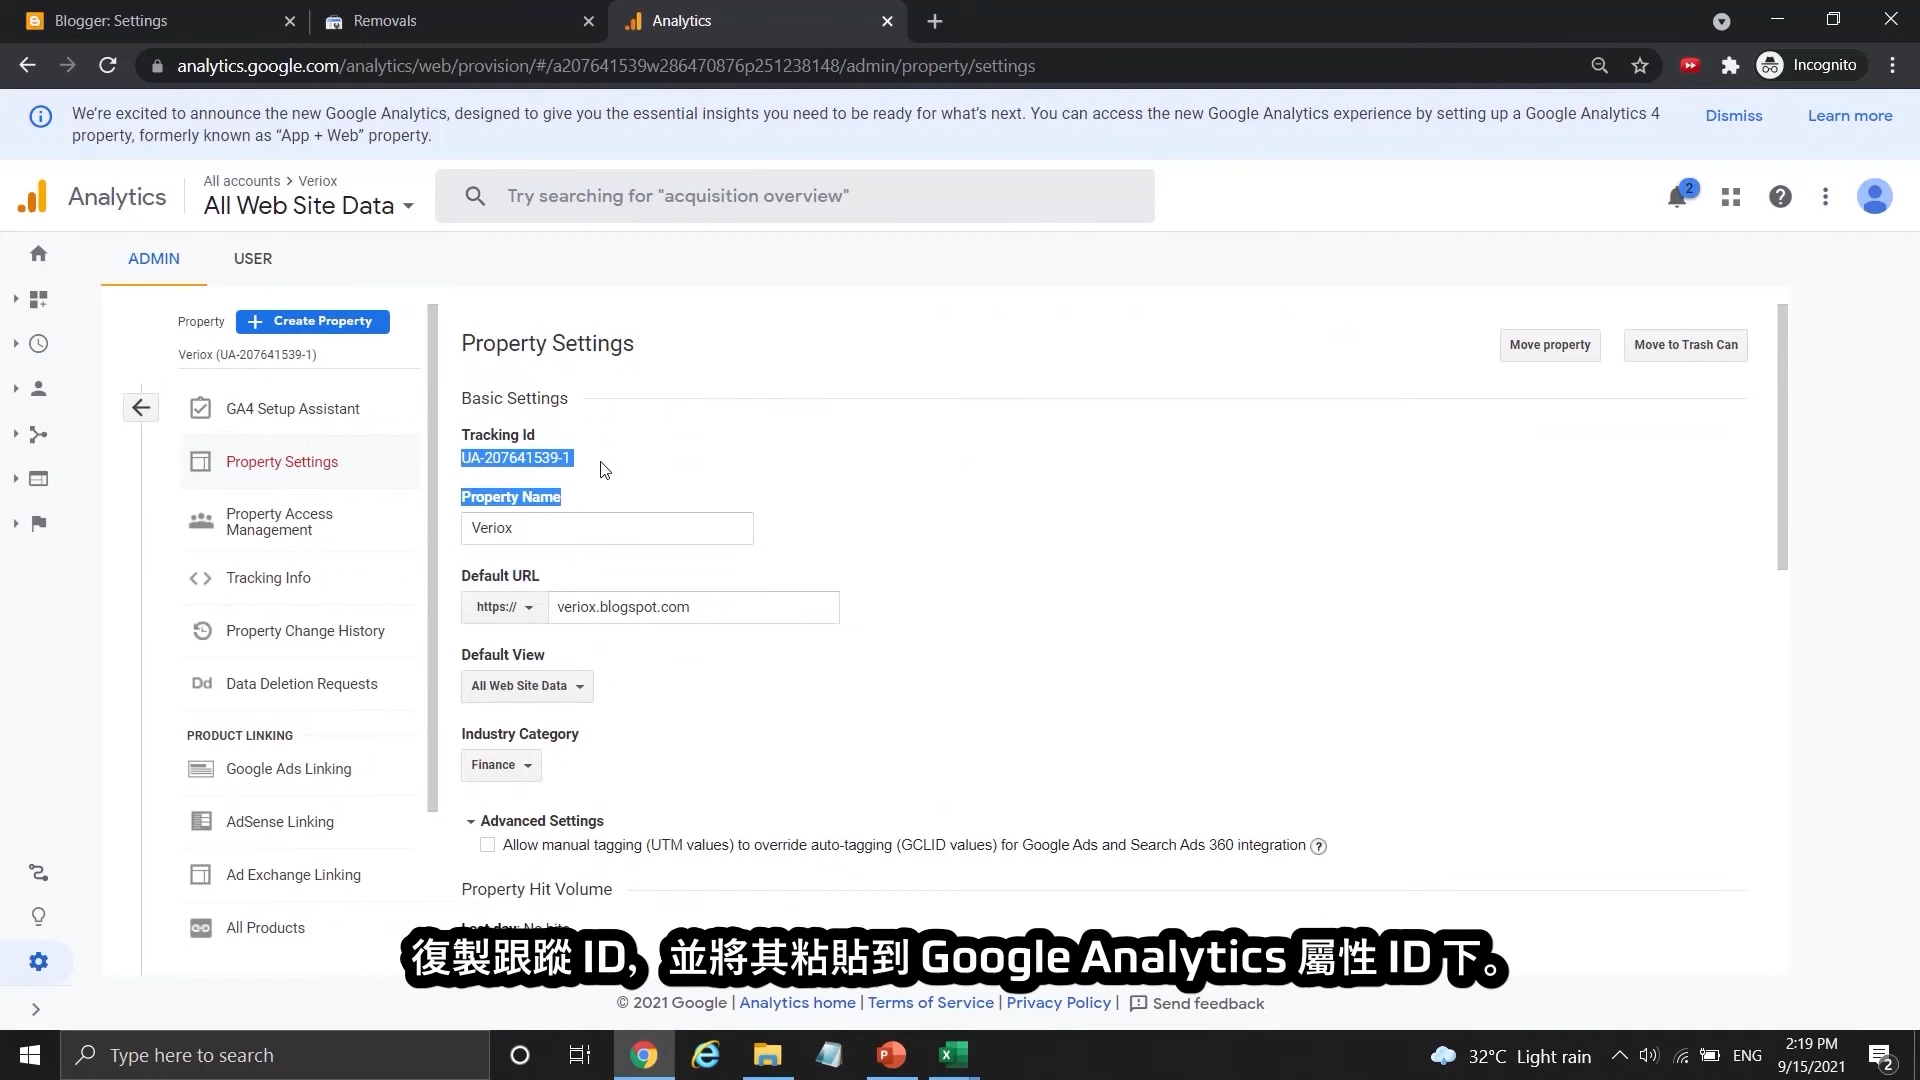 Blogger: Settings
Removals
Analytics
analytics.google.com/analytics/web/provision/#/a207641539w286470876p251238148/admin/property/settings
Incognito
We're excited to announce the new Google Analytics, designed to give you the essential insights you need to be ready for what's next. You can access the new Google Analytics experience by setting up a Google Analytics 4
property, formerly known as “App + Web” property.
Dismiss
Learn more
Analytics
All accounts > Veriox
All Web Site Data
Try searching for "acquisition overview"
2
ADMIN
USER
Property
Create Property
Veriox (UA-207641539-1)
GA4 Setup Assistant
Property Settings
Property Access
Management
Tracking Info
Property Change History
Dd Data Deletion Requests
PRODUCT LINKING
Google Ads Linking
AdSense Linking
Ad Exchange Linking
All Products
Property Settings
Move property
Move to Trash Can
Basic Settings
Tracking Id
UA-207641539-1
Property Name
Veriox
Default URL
https://
veriox.blogspot.com
Default View
All Web Site Data
Industry Category
Finance
Advanced Settings
Allow manual tagging (UTM values) to override auto-tagging (GCLID values) for Google Ads and Search Ads 360 integration
Property Hit Volume
Last day: No hits
復製跟蹤 ID, 並將其粘貼到 Google Analytics 屬性 ID 下。
© 2021 Google | Analytics home | Terms of Service | Privacy Policy | Send feedback
Type here to search
32°C Light rain
ENG
2:19 PM
9/15/2021
2